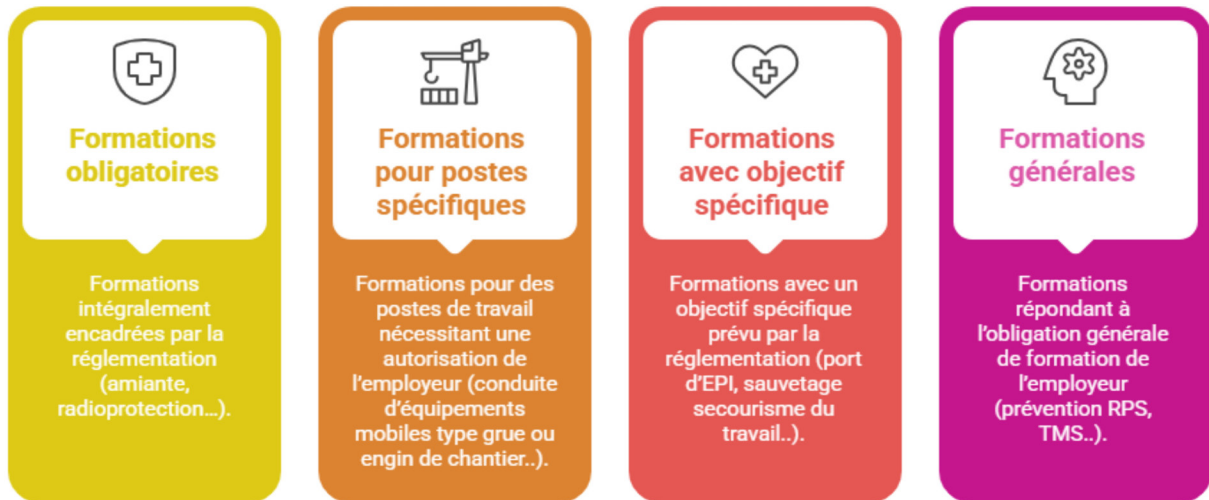 Formations
obligatoires
Formations
intégralement
encadrées par la
réglementation
(amiante,
radioprotection...).
Formations
pour postes
spécifiques
Formations pour des
postes de travail
nécessitant une
autorisation de
l'employeur (conduite
d'équipements
mobiles type grue ou
engin de chantier..).
Formations
avec objectif
spécifique
Formations avec un
objectif spécifique
prévu par la
réglementation (port
d'EPI, sauvetage
secourisme du
travail..).
Formations
générales
Formations
répondant à
l'obligation générale
de formation de
l'employeur
(prévention RPS,
TMS..).